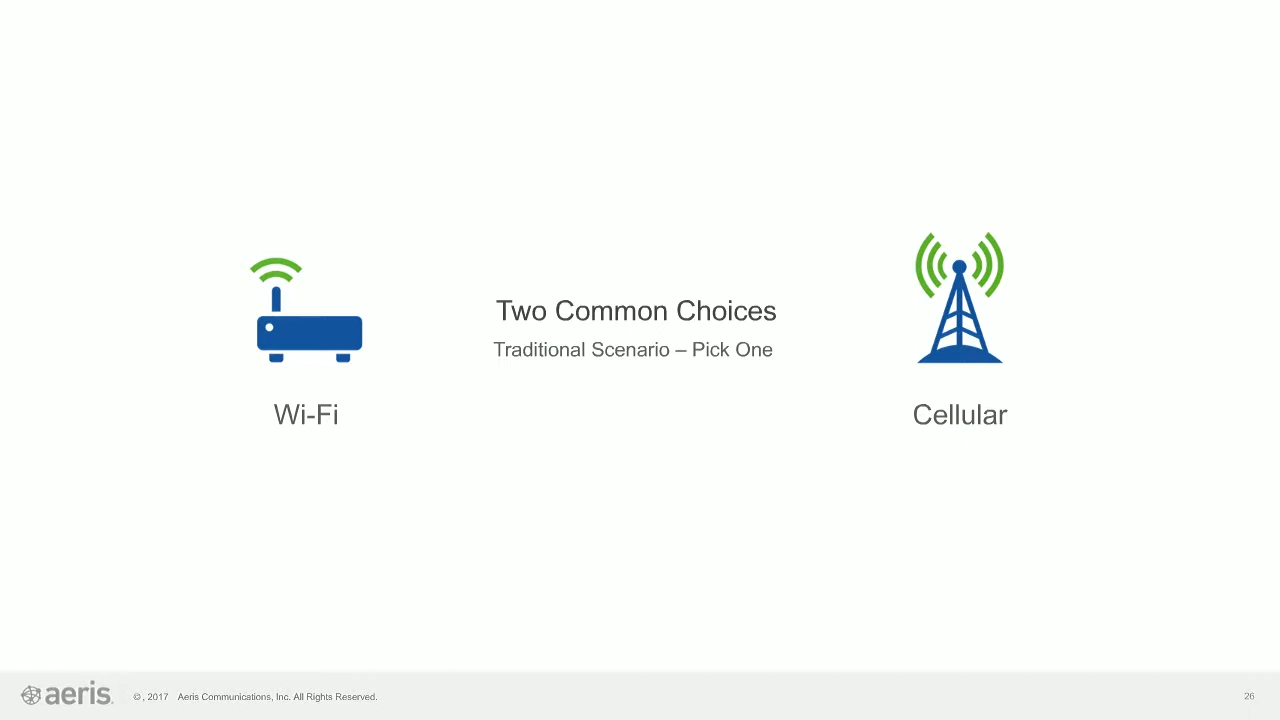 Two Common Choices
Traditional Scenario – Pick One
Wi-Fi
Cellular
aeris
© , 2017 Aeris Communications, Inc. All Rights Reserved.
26